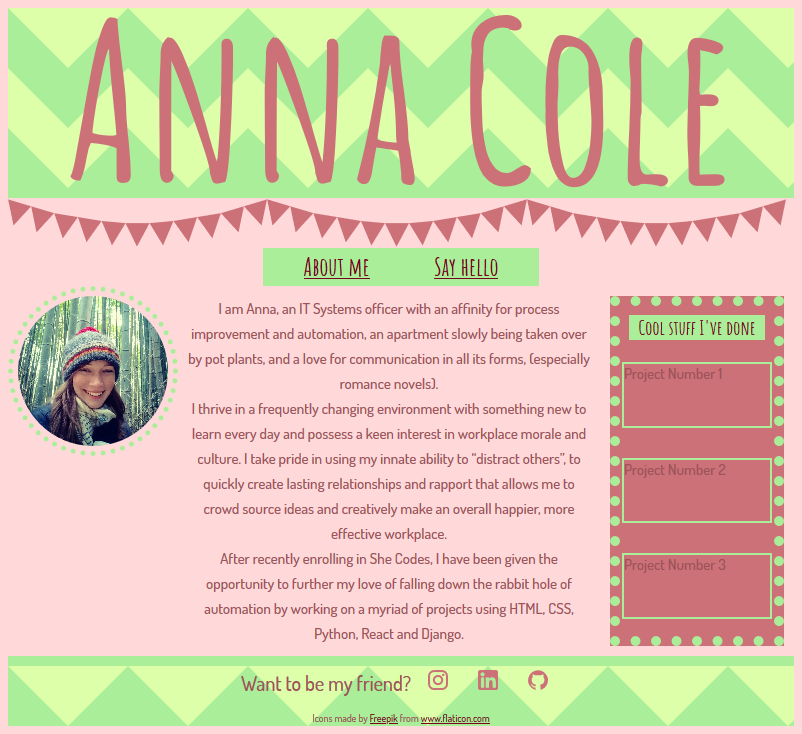 Anna Cole
About me
Say hello
I am Anna, an IT Systems officer with an affinity for process
improvement and automation, an apartment slowly being taken over
by pot plants, and a love for communication in all its forms, (especially
romance novels).
I thrive in a frequently changing environment with something new to
learn every day and possess a keen interest in workplace morale and
culture. I take pride in using my innate ability to “distract others”, to
quickly create lasting relationships and rapport that allows me to
crowd source ideas and creatively make an overall happier, more
effective workplace.
After recently enrolling in She Codes, I have been given the
opportunity to further my love of falling down the rabbit hole of
automation by working on a myriad of projects using HTML, CSS,
Python, React and Django.
Cool stuff I've done
Project Number 1
Project Number 2
Project Number 3
Want to be my friend?
Icons made by Freepik from www.flaticon.com